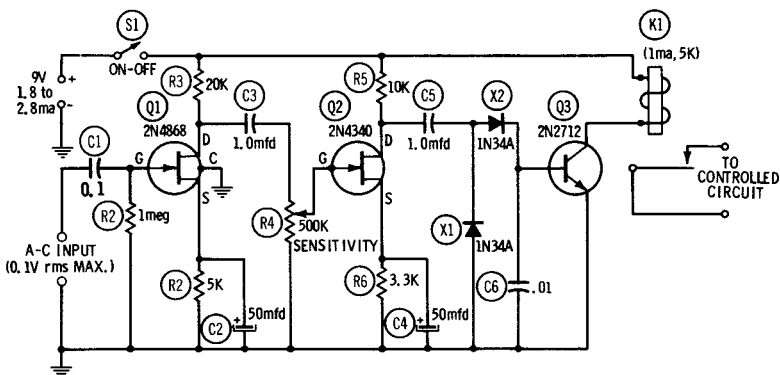 S1
ON-OFF
K1
(1ma, 5K)
9V
1.8 to
2.8ma
+
-
R3
20K
R5
10K
Q1
2N4868
C3
1.0mfd
Q2
2N4340
C5
1.0mfd
X2
1N34A
Q3
2N2712
C1
0.1
G
D
C
S
G
D
S
TO
CONTROLLED
CIRCUIT
R2
1meg
R4
500K
SENSITIVITY
X1
1N34A
A-C INPUT
(0.1V rms MAX.)
R2
5K
C2
+
50mfd
R6
3.3K
C4
+
50mfd
C6
.01